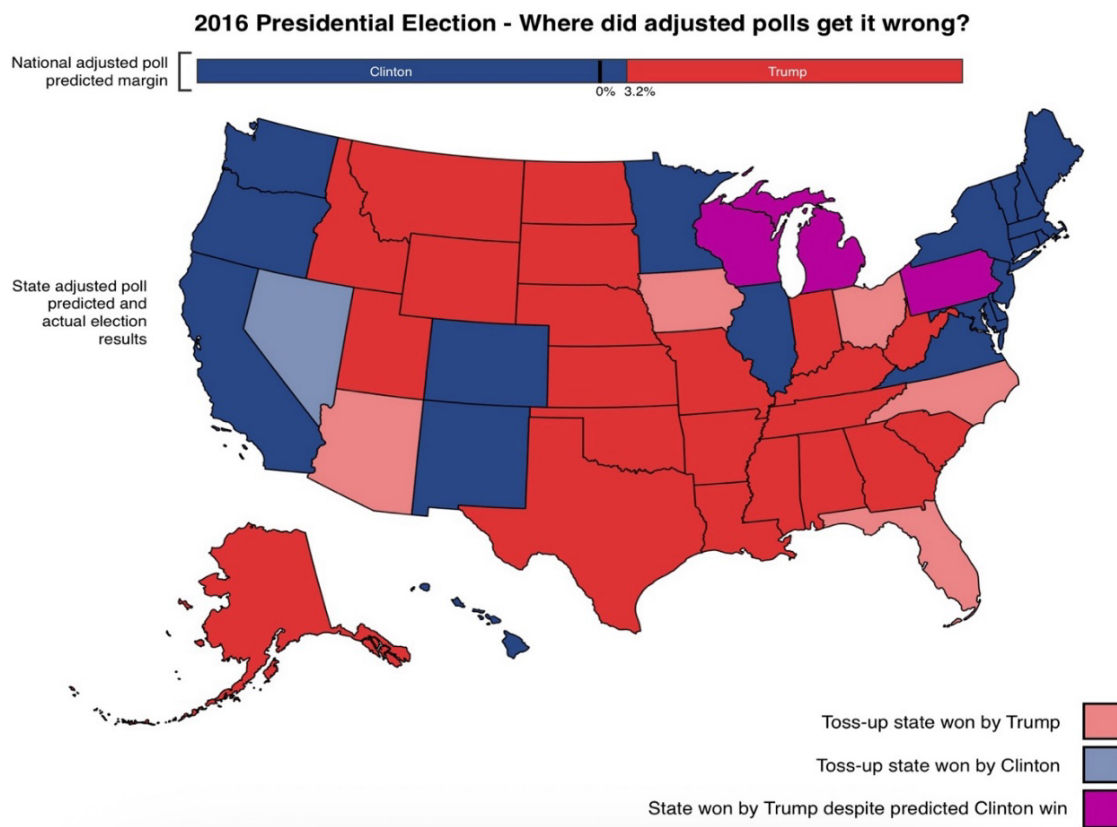 2016 Presidential Election - Where did adjusted polls get it wrong?
National adjusted poll
predicted margin
Clinton
Trump
0% 3.2%
State adjusted poll
predicted and
actual election
results
Toss-up state won by Trump
Toss-up state won by Clinton
State won by Trump despite predicted Clinton win